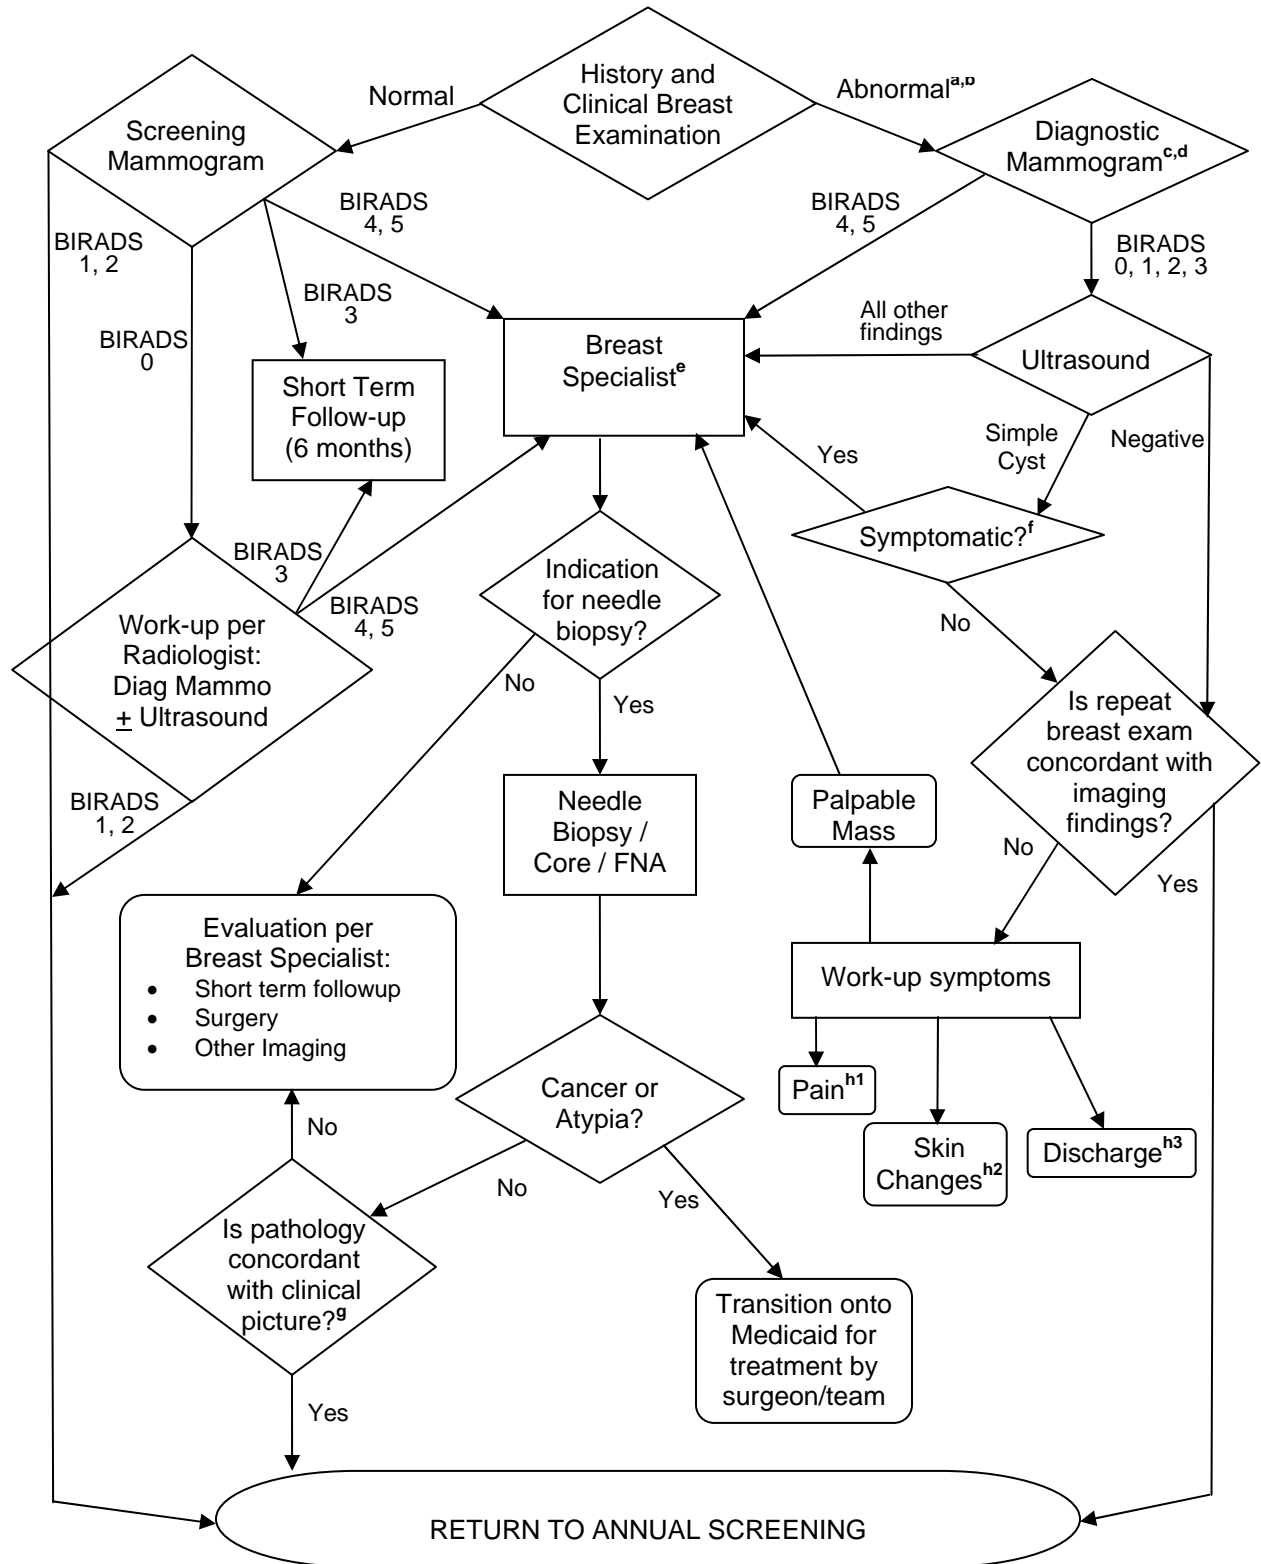 History and
Clinical Breast
Examination
Normal
Abnormal a,b
Screening
Mammogram
Diagnostic
Mammogram c,d
BIRADS
4, 5
BIRADS
4, 5
BIRADS
1, 2
BIRADS
0, 1, 2, 3
BIRADS
3
All other
findings
BIRADS
0
Breast
Specialist e
Ultrasound
Short Term
Follow-up
(6 months)
Simple
Cyst
Negative
Yes
Symptomatic? f
BIRADS
3
Indication
for needle
biopsy?
BIRADS
4, 5
No
Work-up per
Radiologist:
Diag Mammo
+ Ultrasound
No
Yes
Is repeat
breast exam
concordant with
imaging
findings?
BIRADS
1, 2
Needle
Biopsy /
Core / FNA
Palpable
Mass
No
Yes
Evaluation per
Breast Specialist:
• Short term followup
• Surgery
• Other Imaging
Work-up symptoms
Cancer or
Atypia?
Pain h1
Skin
Changes h2
Discharge h3
No
No
Yes
Is pathology
concordant
with clinical
picture? g
Transition onto
Medicaid for
treatment by
surgeon/team
Yes
RETURN TO ANNUAL SCREENING